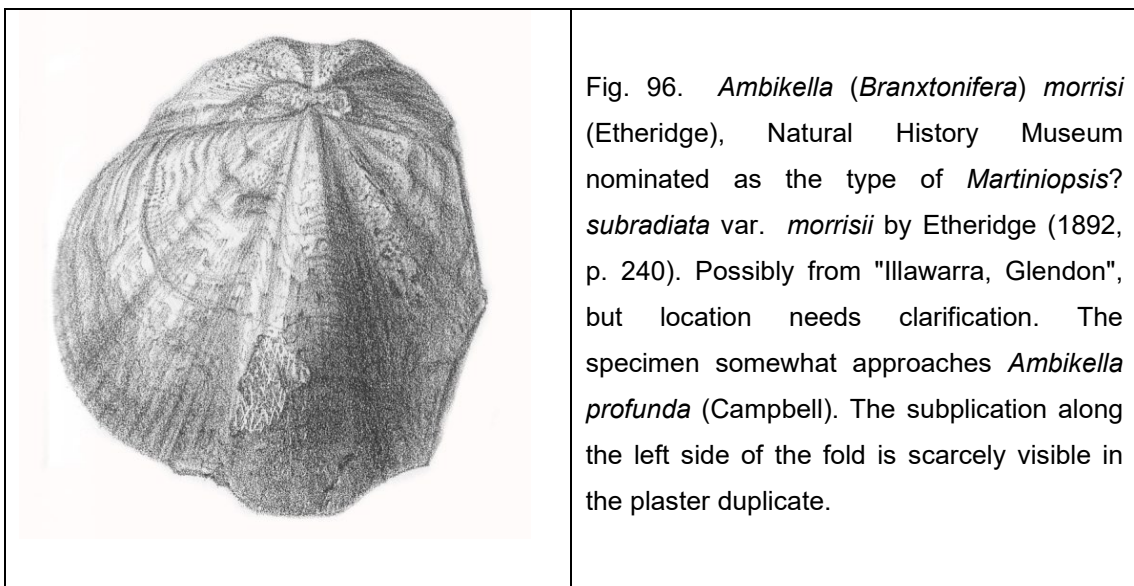 Fig. 96. Ambikella (Branxtonifera) morrisi
(Etheridge), Natural History Museum
nominated as the type of Martiniopsis?
subradiata var. morrisii by Etheridge (1892,
p. 240). Possibly from "Illawarra, Glendon",
but location needs clarification. The
specimen somewhat approaches Ambikella
profunda (Campbell). The subplication along
the left side of the fold is scarcely visible in
the plaster duplicate.